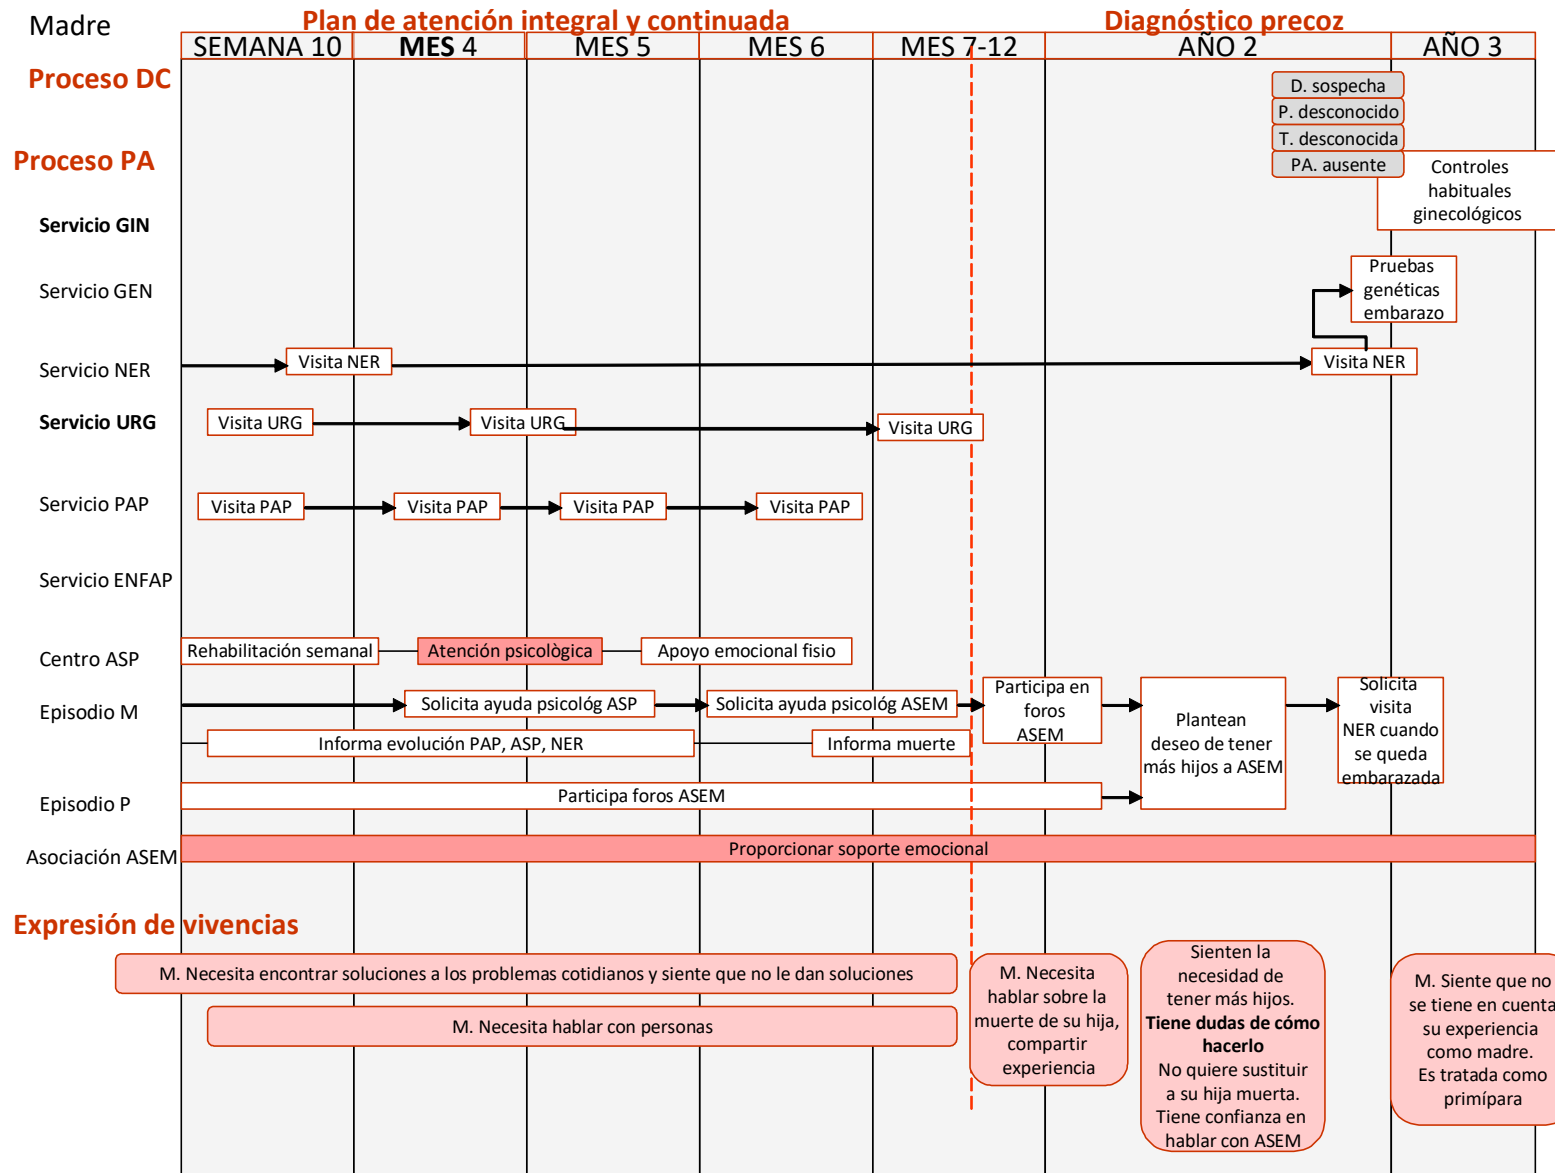 Madre
Plan de atención integral y continuada
Diagnóstico precoz
SEMANA 10
MES 4
MES 5
MES 6
MES 7-12
AÑO 2
AÑO 3
Proceso DC
D. sospecha
P. desconocido
T. desconocida
PA. ausente
Proceso PA
Controles
habituales
ginecológicos
Servicio GIN
Servicio GEN
Pruebas
genéticas
embarazo
Servicio NER
Visita NER
Visita NER
Servicio URG
Visita URG
Visita URG
Visita URG
Servicio PAP
Visita PAP
Visita PAP
Visita PAP
Visita PAP
Servicio ENFAP
Centro ASP
Rehabilitación semanal
Atención psicològica
Apoyo emocional fisio
Episodio M
Solicita ayuda psicológ ASP
Solicita ayuda psicológ ASEM
Participa en
foros
ASEM
Plantean
deseo de tener
más hijos a ASEM
Solicita
visita
NER cuando
se queda
embarazada
Informa evolución PAP, ASP, NER
Informa muerte
Episodio P
Participa foros ASEM
Asociación ASEM
Proporcionar soporte emocional
Expresión de vivencias
M. Necesita encontrar soluciones a los problemas cotidianos y siente que no le dan soluciones
M. Necesita hablar con personas
M. Necesita
hablar sobre la
muerte de su hija,
compartir
experiencia
Sienten la
necesidad de
tener más hijos.
Tiene dudas de cómo
hacerlo
No quiere sustituir
a su hija muerta.
Tiene confianza en
hablar con ASEM
M. Siente que no
se tiene en cuenta
su experiencia
como madre.
Es tratada como
primípara